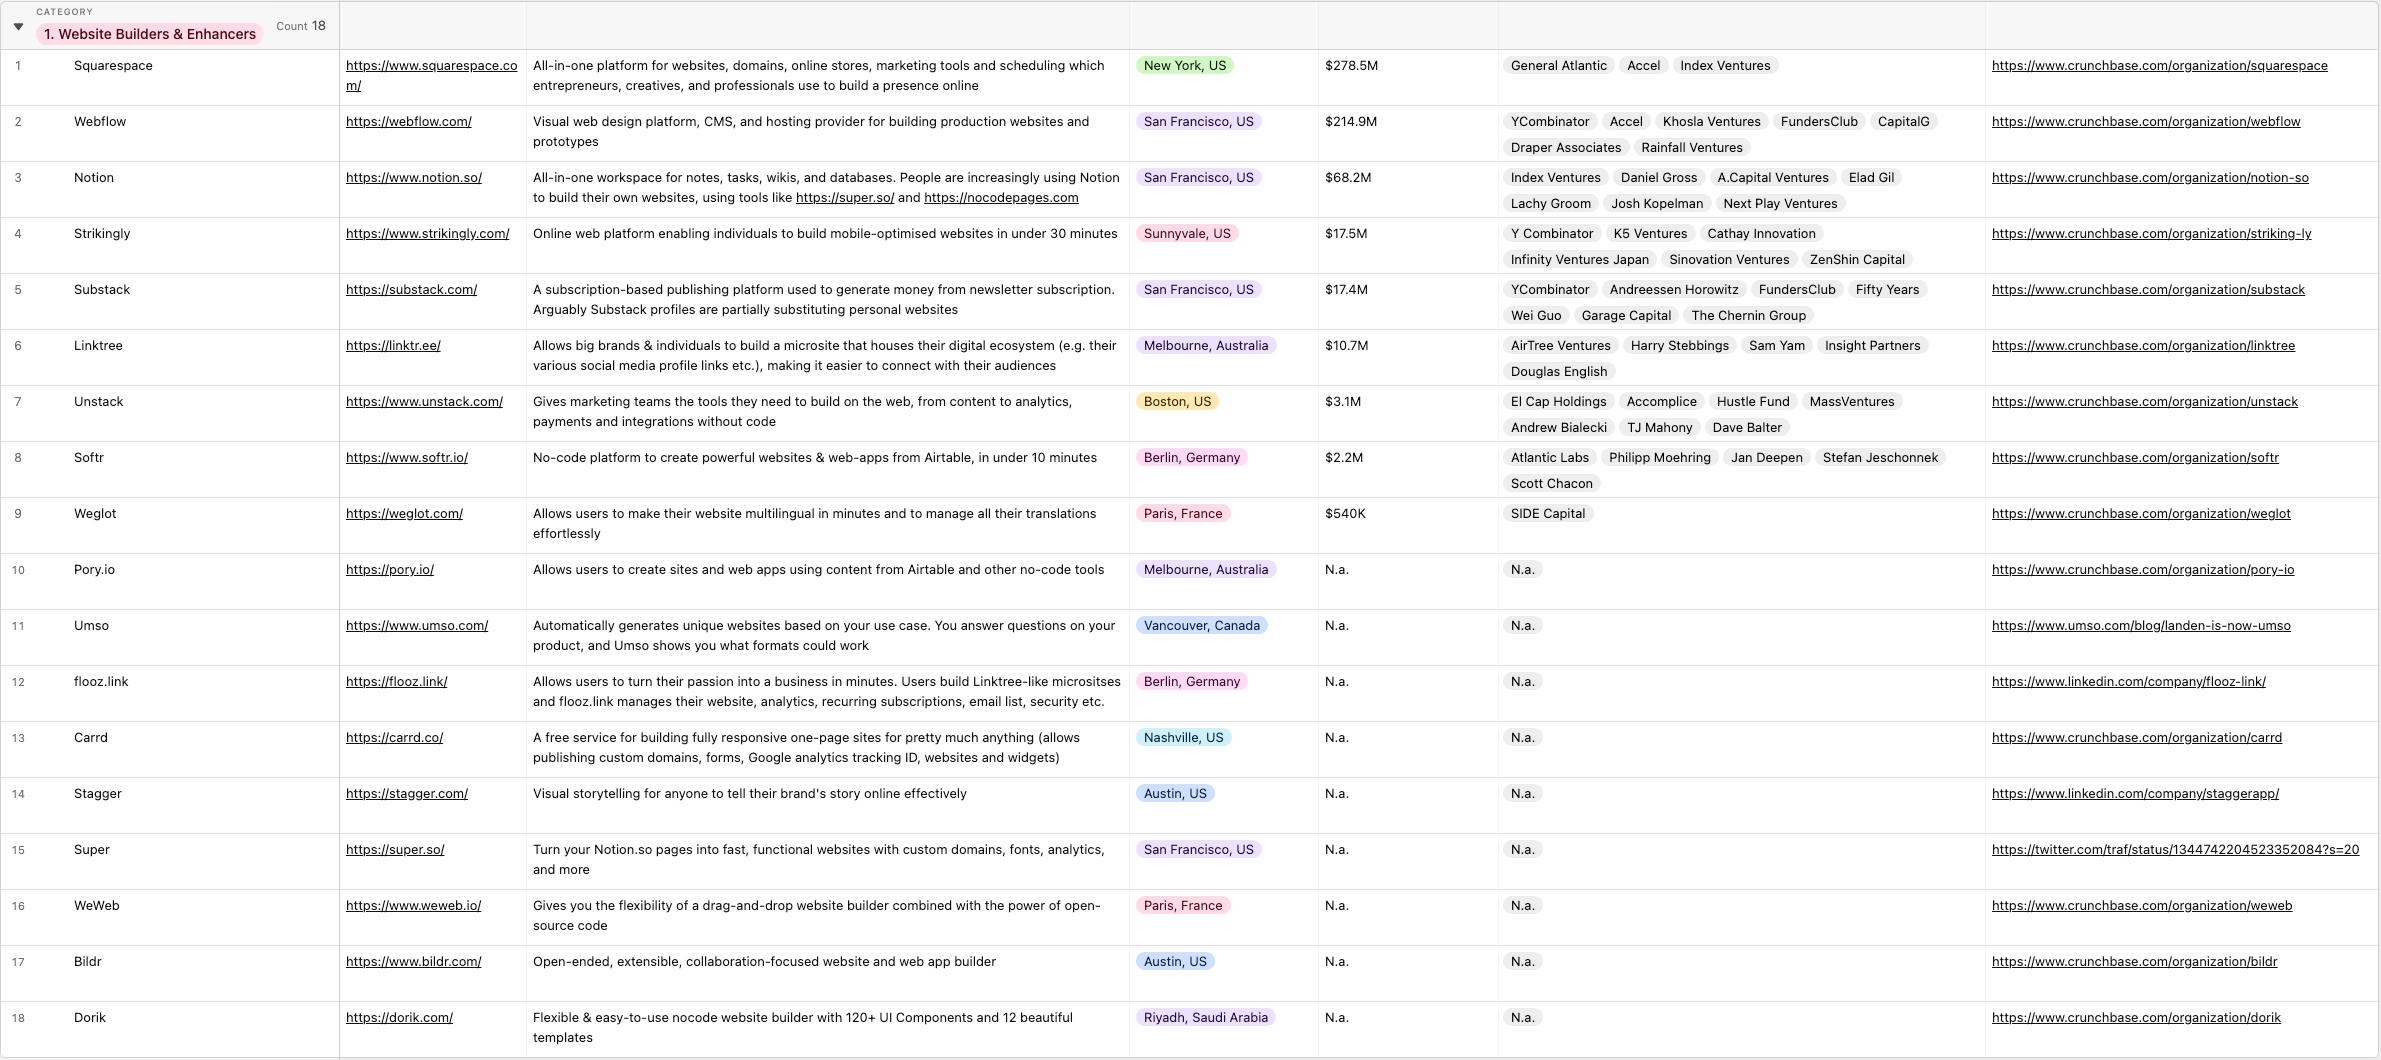 CATEGORY
1. Website Builders & Enhancers
Count 18
1 Squarespace https://www.squarespace.co All-in-one platform for websites, domains, online stores, marketing tools and scheduling which New York, US $278.5M General Atlantic Accel Index Ventures https://www.crunchbase.com/organization/squarespace
m/ entrepreneurs, creatives, and professionals use to build a presence online
2 Webflow https://webflow.com/ Visual web design platform, CMS, and hosting provider for building production websites and San Francisco, US $214.9M YCombinator Accel Khosla Ventures FundersClub CapitalG https://www.crunchbase.com/organization/webflow
prototypes Draper Associates Rainfall Ventures
3 Notion https://www.notion.so/ All-in-one workspace for notes, tasks, wikis, and databases. People are increasingly using Notion San Francisco, US $68.2M Index Ventures Daniel Gross A.Capital Ventures Elad Gil https://www.crunchbase.com/organization/notion-so
to build their own websites, using tools like https://super.so/ and https://nocodepages.com Lachy Groom Josh Kopelman Next Play Ventures
4 Strikingly https://www.strikingly.com/ Online web platform enabling individuals to build mobile-optimised websites in under 30 minutes Sunnyvale, US $17.5M Y Combinator K5 Ventures Cathay Innovation https://www.crunchbase.com/organization/striking-ly
Infinity Ventures Japan Sinovation Ventures ZenShin Capital
5 Substack https://substack.com/ A subscription-based publishing platform used to generate money from newsletter subscription. San Francisco, US $17.4M YCombinator Andreessen Horowitz FundersClub Fifty Years https://www.crunchbase.com/organization/substack
Arguably Substack profiles are partially substituting personal websites Wei Guo Garage Capital The Chernin Group
6 Linktree https://linktr.ee/ Allows big brands & individuals to build a microsite that houses their digital ecosystem (e.g. their Melbourne, Australia $10.7M AirTree Ventures Harry Stebbings Sam Yam Insight Partners https://www.crunchbase.com/organization/linktree
various social media profile links etc.), making it easier to connect with their audiences Douglas English
7 Unstack https://www.unstack.com/ Gives marketing teams the tools they need to build on the web, from content to analytics, Boston, US $3.1M El Cap Holdings Accomplice Hustle Fund MassVentures https://www.crunchbase.com/organization/unstack
payments and integrations without code Andrew Bialecki TJ Mahony Dave Balter
8 Softr https://www.softr.io/ No-code platform to create powerful websites & web-apps from Airtable, in under 10 minutes Berlin, Germany $2.2M Atlantic Labs Philipp Moehring Jan Deepen Stefan Jeschonnek https://www.crunchbase.com/organization/softr
Scott Chacon
9 Weglot https://weglot.com/ Allows users to make their website multilingual in minutes and to manage all their translations Paris, France $540K SIDE Capital https://www.crunchbase.com/organization/weglot
effortlessly
10 Pory.io https://pory.io/ Allows users to create sites and web apps using content from Airtable and other no-code tools Melbourne, Australia N.a. N.a. https://www.crunchbase.com/organization/pory-io
11 Umso https://www.umso.com/ Automatically generates unique websites based on your use case. You answer questions on your Vancouver, Canada N.a. N.a. https://www.umso.com/blog/landen-is-now-umso
product, and Umso shows you what formats could work
12 flooz.link https://flooz.link/ Allows users to turn their passion into a business in minutes. Users build Linktree-like micrositses Berlin, Germany N.a. N.a. https://www.linkedin.com/company/flooz-link/
and flooz.link manages their website, analytics, recurring subscriptions, email list, security etc.
13 Carrd https://carrd.co/ A free service for building fully responsive one-page sites for pretty much anything (allows Nashville, US N.a. N.a. https://www.crunchbase.com/organization/carrd
publishing custom domains, forms, Google analytics tracking ID, websites and widgets)
14 Stagger https://stagger.com/ Visual storytelling for anyone to tell their brand's story online effectively Austin, US N.a. N.a. https://www.linkedin.com/company/staggerapp/
15 Super https://super.so/ Turn your Notion.so pages into fast, functional websites with custom domains, fonts, analytics, San Francisco, US N.a. N.a. https://twitter.com/traf/status/1344742204523352084?s=20
and more
16 WeWeb https://www.weweb.io/ Gives you the flexibility of a drag-and-drop website builder combined with the power of open- Paris, France N.a. N.a. https://www.crunchbase.com/organization/weweb
source code
17 Bildr https://www.bildr.com/ Open-ended, extensible, collaboration-focused website and web app builder Austin, US N.a. N.a. https://www.crunchbase.com/organization/bildr
18 Dorik https://dorik.com/ Flexible & easy-to-use nocode website builder with 120+ UI Components and 12 beautiful Riyadh, Saudi Arabia N.a. N.a. https://www.crunchbase.com/organization/dorik
templates